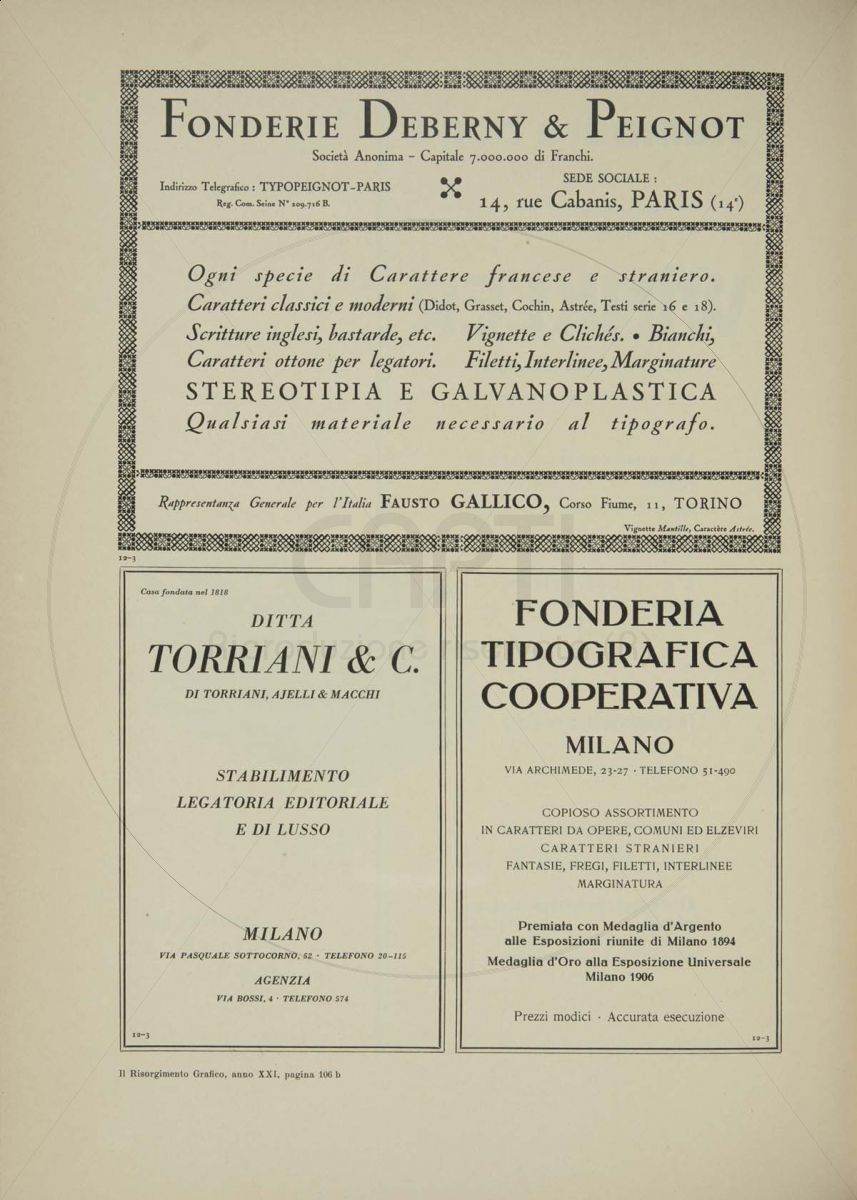 FONDERIE DEBERNY & PEIGNOT
Società Anonima – Capitale 7.000.000 di Franchi.
Indirizzo Telegrafico : TYPOPEIGNOT-PARIS
Reg. Com. Seine N° 209.716 B.
SEDE SOCIALE :
14, rue Cabanis, PARIS (14°)
Ogni specie di Carattere francese e straniero.
Caratteri classici e moderni (Didot, Grasset, Cochin, Astrée, Testi serie 16 e 18).
Scritture inglesi, bastarde, etc. Vignette e Clichés. • Bianchi,
Caratteri ottone per legatori. Filetti, Interlinee, Marginature
STEREOTIPIA E GALVANOPLASTICA
Qualsiasi materiale necessario al tipografo.
Rappresentanza Generale per l'Italia FAUSTO GALLICO, Corso Fiume, 11, TORINO
Vignette Mantille, Caractère Astrée.
12-3
Casa fondata nel 1818
DITTA
TORRIANI & C.
DI TORRIANI, AJELLI & MACCHI
STABILIMENTO
LEGATORIA EDITORIALE
E DI LUSSO
MILANO
VIA PASQUALE SOTTOCORNO, 52 · TELEFONO 20-115
AGENZIA
VIA BOSSI, 4 · TELEFONO 574
12-3
FONDERIA
TIPOGRAFICA
COOPERATIVA
MILANO
VIA ARCHIMEDE, 23-27 · TELEFONO 51-490
COPIOSO ASSORTIMENTO
IN CARATTERI DA OPERE, COMUNI ED ELZEVIRI
CARATTERI STRANIERI
FANTASIE, FREGI, FILETTI, INTERLINEE
MARGINATURA
Premiata con Medaglia d'Argento
alle Esposizioni riunite di Milano 1894
Medaglia d'Oro alla Esposizione Universale
Milano 1906
Prezzi modici · Accurata esecuzione
12-3
Il Risorgimento Grafico, anno XXI, pagina 106 b